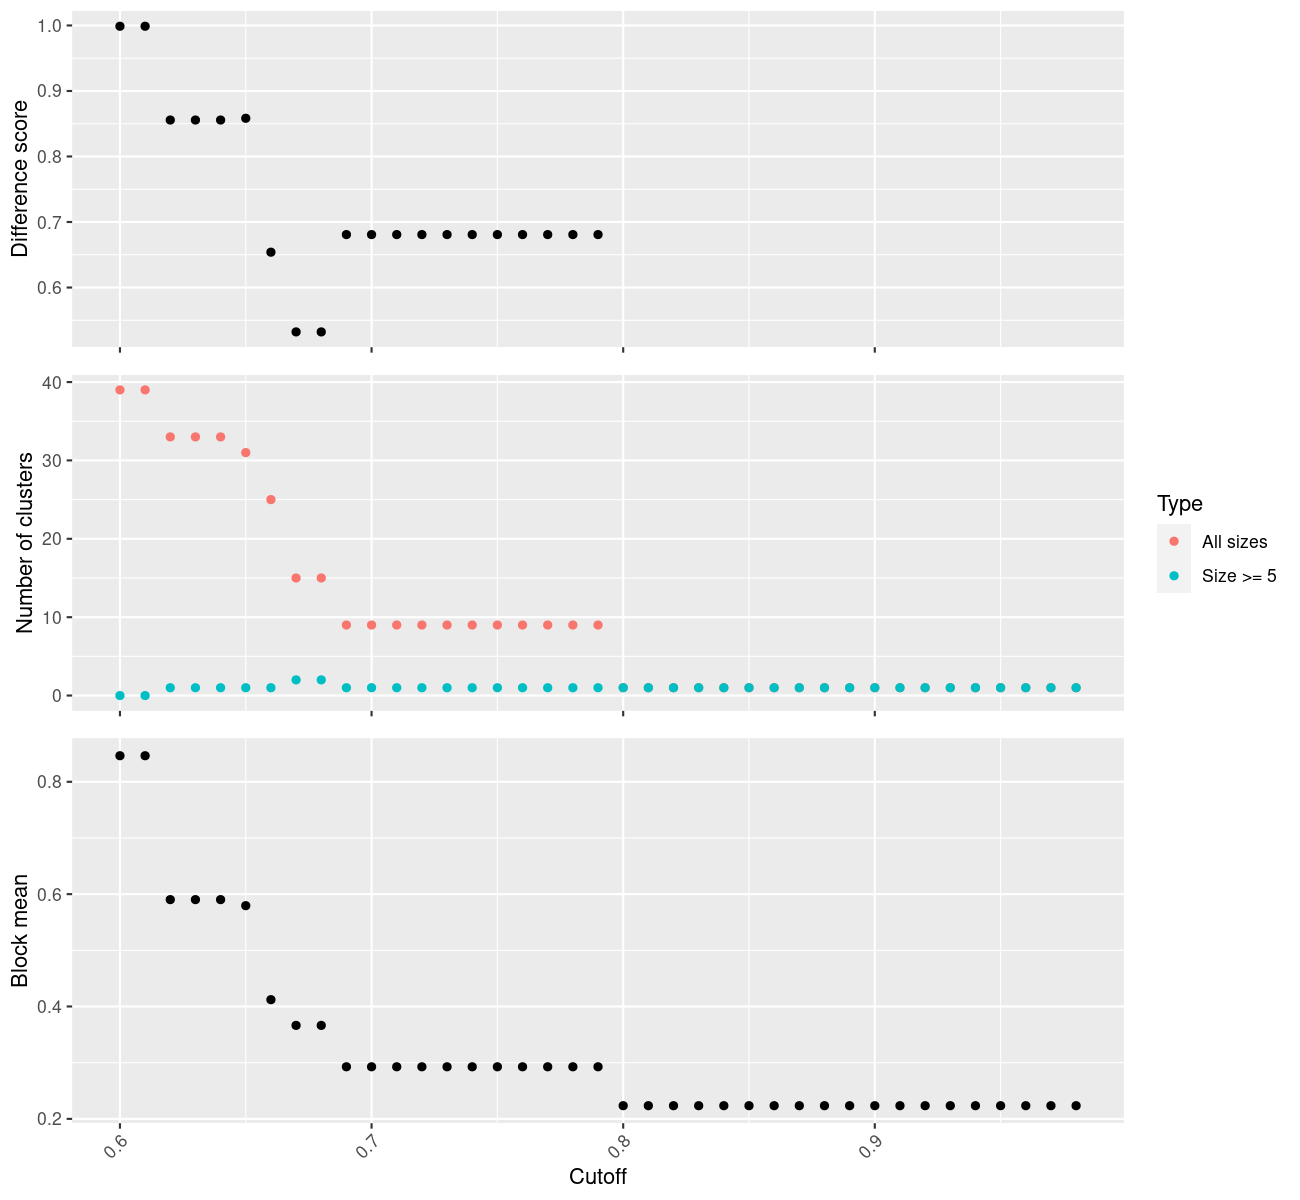 1.0
0.9
0.8
0.7
0.6
Difference score
40
30
20
10
0
Number of clusters
Type
All sizes
Size >= 5
0.8
0.6
0.4
0.2
Block mean
0.6
0.7
0.8
0.9
Cutoff